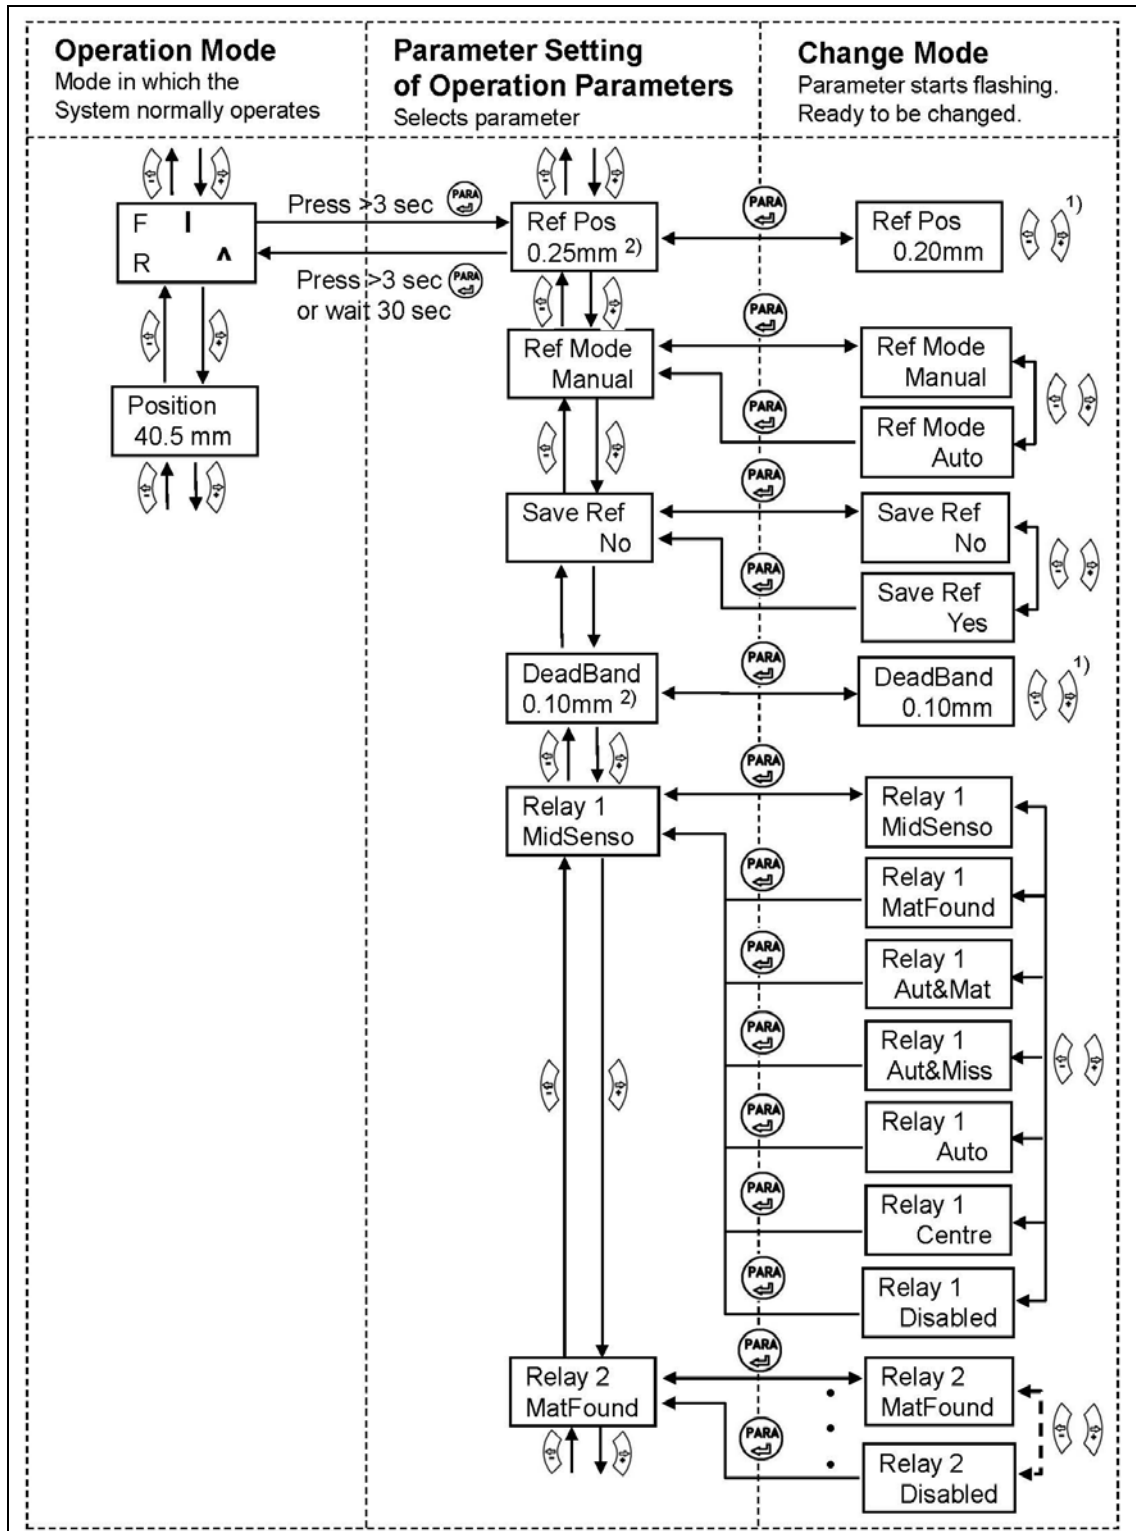 Operation Mode
Mode in which the
System normally operates
Parameter Setting
of Operation Parameters
Selects parameter
Change Mode
Parameter starts flashing.
Ready to be changed.
F I
R ʌ
Press >3 sec PARA
Press >3 sec PARA
or wait 30 sec
Position
40.5 mm
Ref Pos
0.25mm 2)
PARA
Ref Pos
0.20mm
1)
Ref Mode
Manual
PARA
Ref Mode
Manual
PARA
Ref Mode
Auto
Save Ref
No
PARA
Save Ref
No
PARA
Save Ref
Yes
DeadBand
0.10mm 2)
PARA
DeadBand
0.10mm
1)
Relay 1
MidSenso
PARA
Relay 1
MidSenso
PARA
Relay 1
MatFound
PARA
Relay 1
Aut&Mat
PARA
Relay 1
Aut&Miss
PARA
Relay 1
Auto
PARA
Relay 1
Centre
PARA
Relay 1
Disabled
Relay 2
MatFound
PARA
Relay 2
MatFound
PARA
Relay 2
Disabled